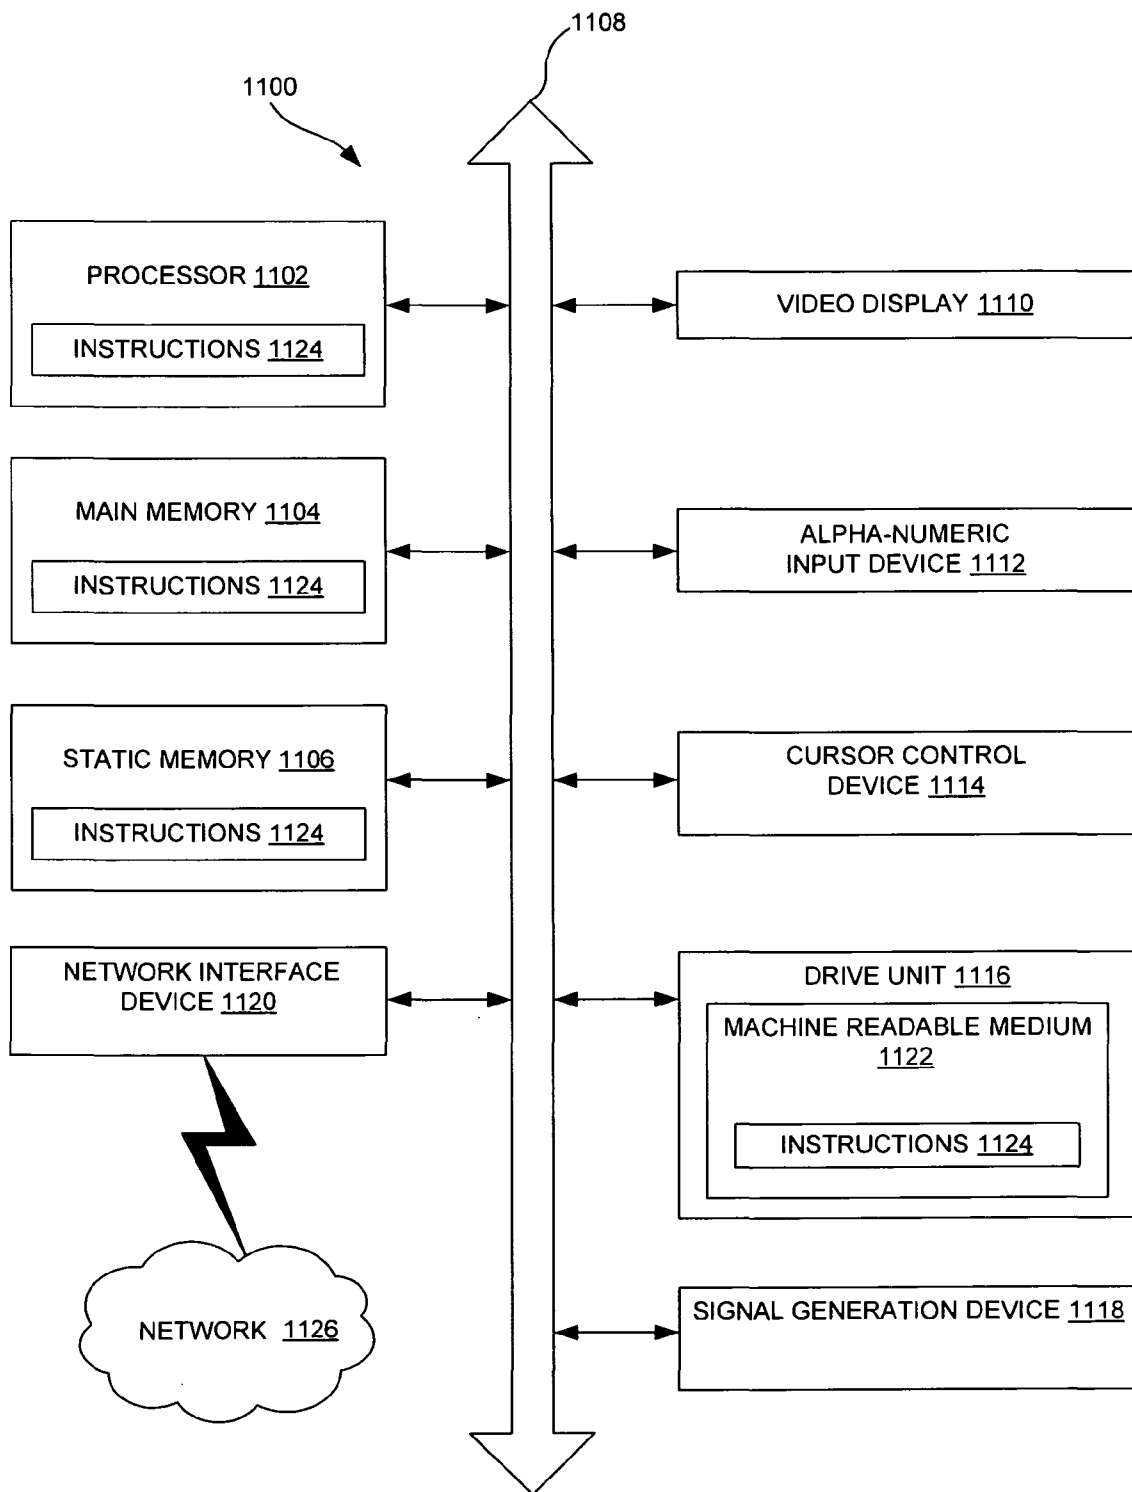 1108
1100
PROCESSOR 1102
INSTRUCTIONS 1124
MAIN MEMORY 1104
INSTRUCTIONS 1124
STATIC MEMORY 1106
INSTRUCTIONS 1124
NETWORK INTERFACE
DEVICE 1120
NETWORK 1126
VIDEO DISPLAY 1110
ALPHA-NUMERIC
INPUT DEVICE 1112
CURSOR CONTROL
DEVICE 1114
DRIVE UNIT 1116
MACHINE READABLE MEDIUM
1122
INSTRUCTIONS 1124
SIGNAL GENERATION DEVICE 1118